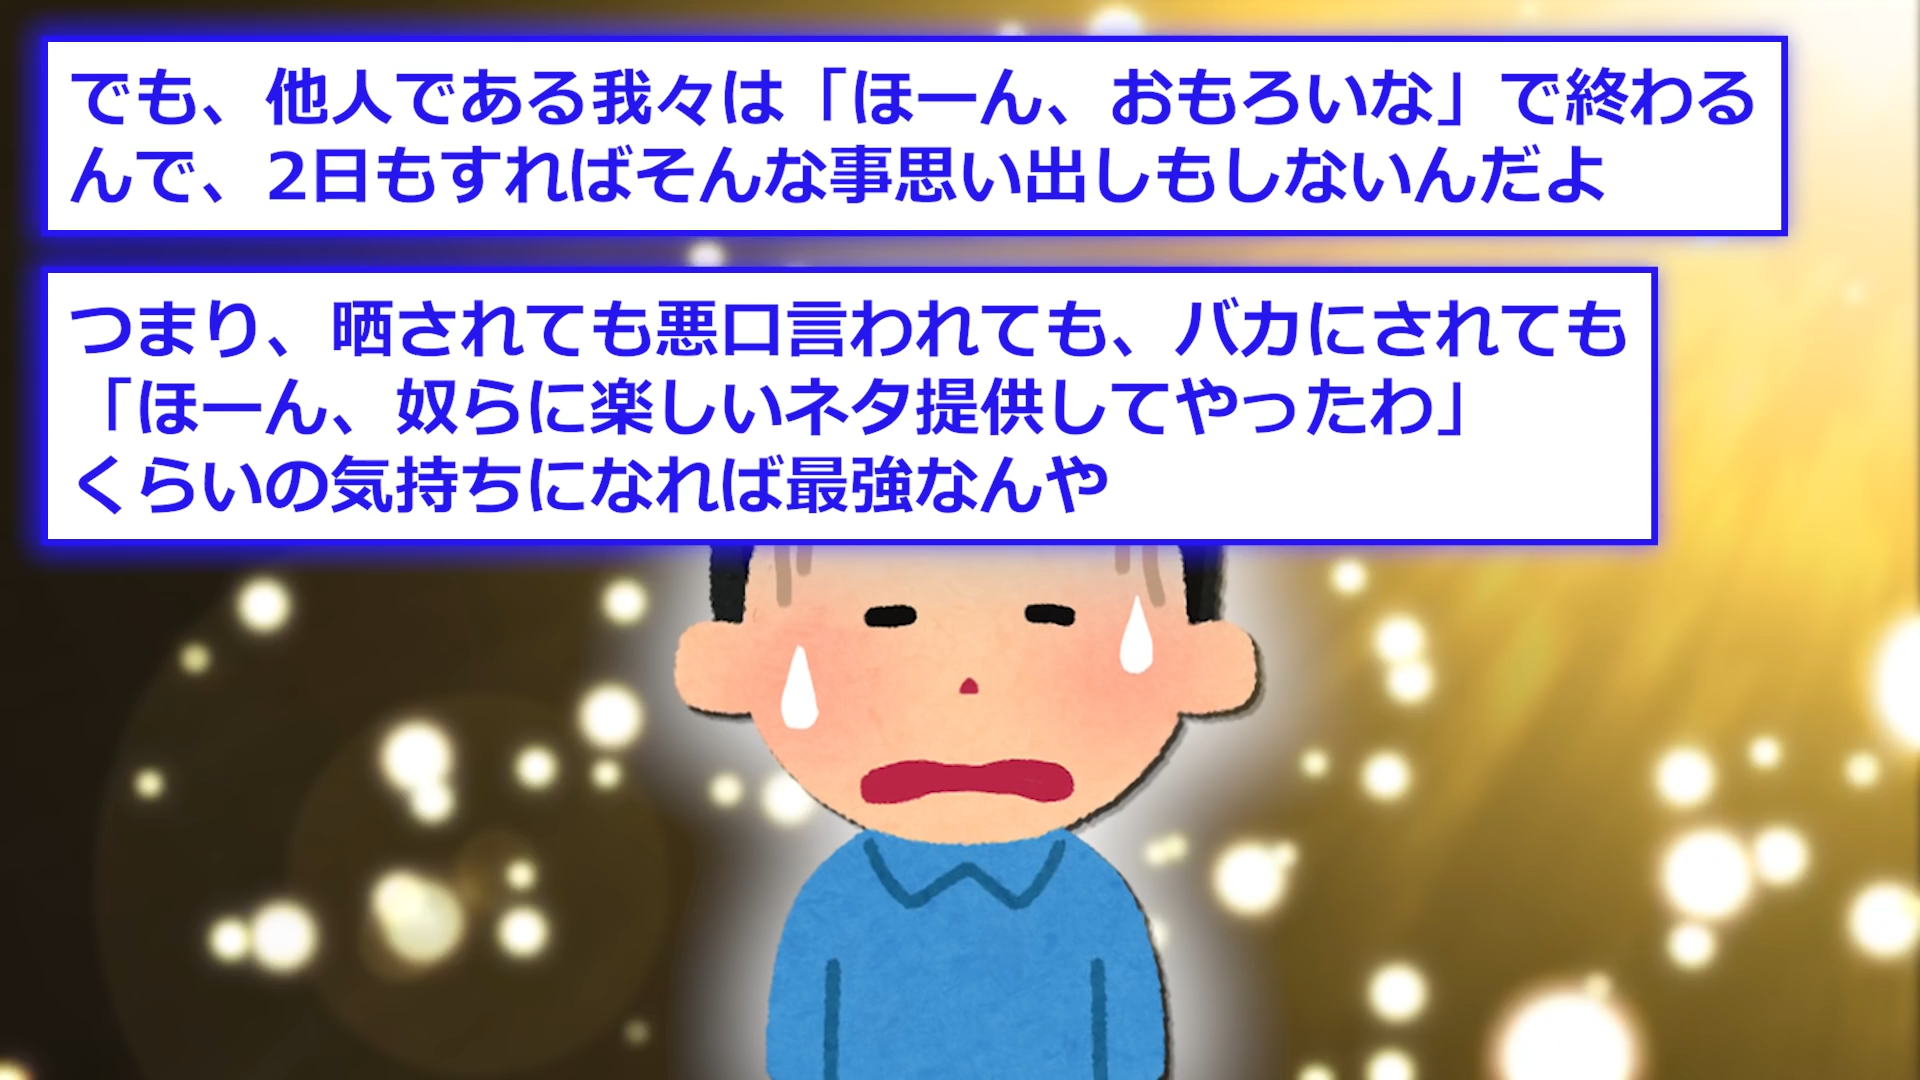 でも、他人である我々は「ほーん、おもろいな」で終わる
んで、2日もすればそんな事思い出しもしないんだよ
つまり、晒されても悪口言われても、バカにされても
「ほーん、奴らに楽しいネタ提供してやったわ」
くらいの気持ちになれば最強なんや